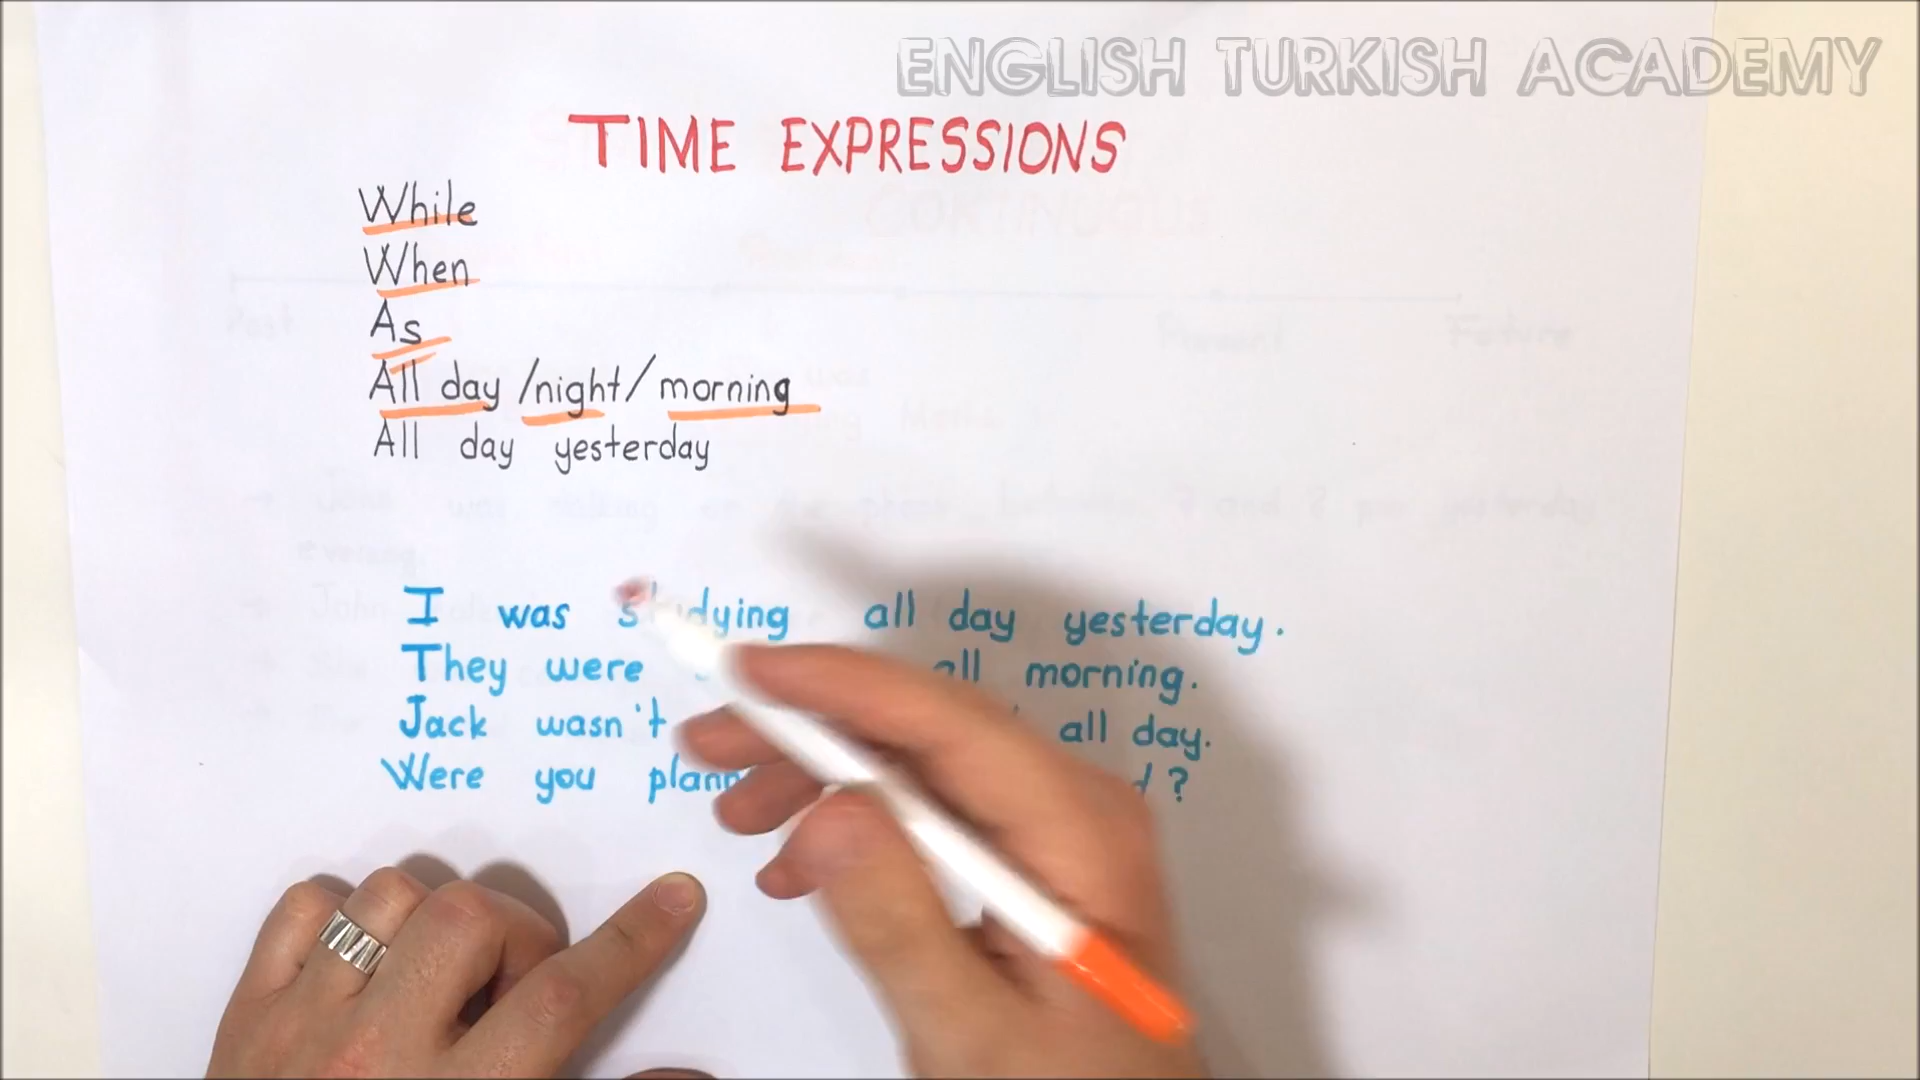 ENGLISH TURKISH ACADEMY
TIME EXPRESSIONS
While
When
As
All day /night/ morning
All day yesterday
I was studying all day yesterday.
They were all morning.
Jack wasn't all day.
Were you ?